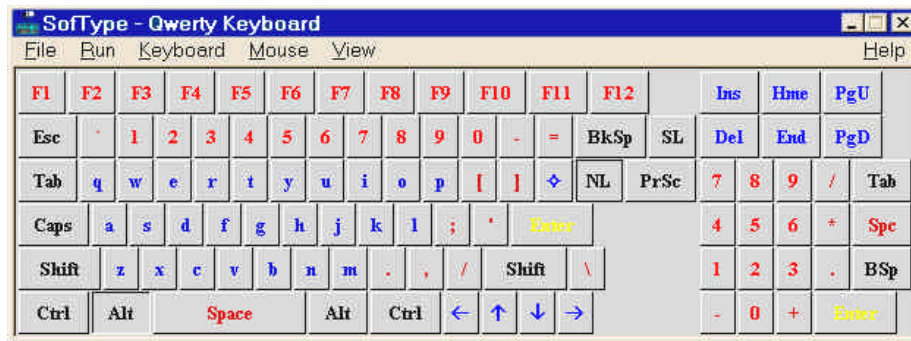 SofType - Qwerty Keyboard
File Run Keyboard Mouse View Help
F1 F2 F3 F4 F5 F6 F7 F8 F9 F10 F11 F12 Ins Hme PgU
Esc ` 1 2 3 4 5 6 7 8 9 0 - = BkSp SL Del End PgD
Tab q w e r t y u i o p [ ] NL PrSc 7 8 9 / Tab
Caps a s d f g h j k l ; ' Enter 4 5 6 * Spc
Shift z x c v b n m . , / Shift \ 1 2 3 . BSp
Ctrl Alt Space Alt Ctrl ← ↑ ↓ → - 0 + Enter